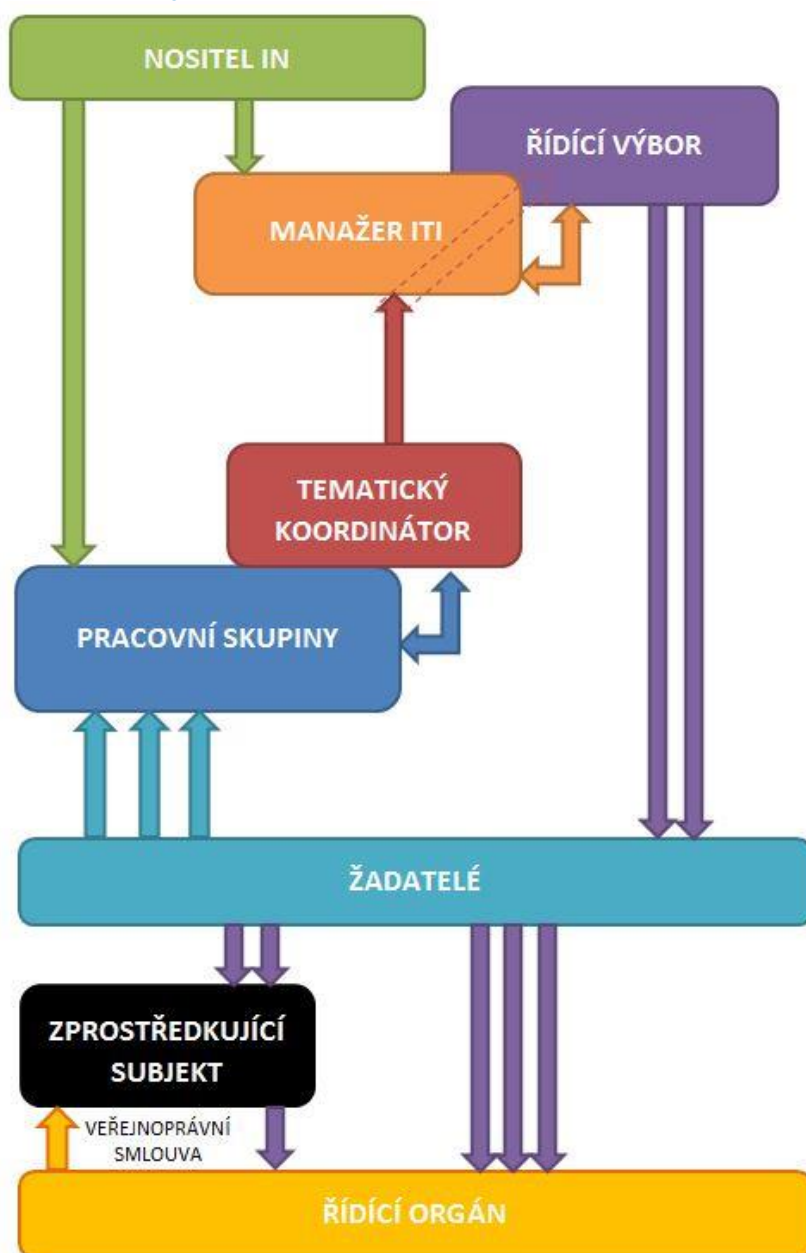 NOSITEL IN
ŘÍDÍCÍ VÝBOR
MANAŽER ITI
TEMATICKÝ
KOORDINÁTOR
PRACOVNÍ SKUPINY
ŽADATELÉ
ZPROSTŘEDKUJÍCÍ
SUBJEKT
VEŘEJNOPRÁVNÍ
SMLOUVA
ŘÍDÍCÍ ORGÁN